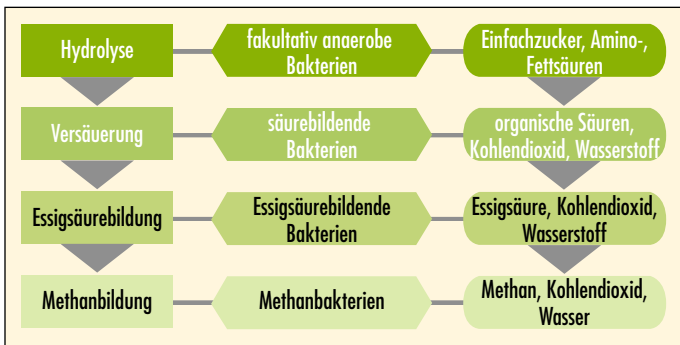 Hydrolyse
fakultativ anaerobe
Bakterien
Einfachzucker, Amino-,
Fettsäuren
Versäuerung
säurebildende
Bakterien
organische Säuren,
Kohlendioxid, Wasserstoff
Essigsäurebildung
Essigsäurebildende
Bakterien
Essigsäure, Kohlendioxid,
Wasserstoff
Methanbildung
Methanbakterien
Methan, Kohlendioxid,
Wasser